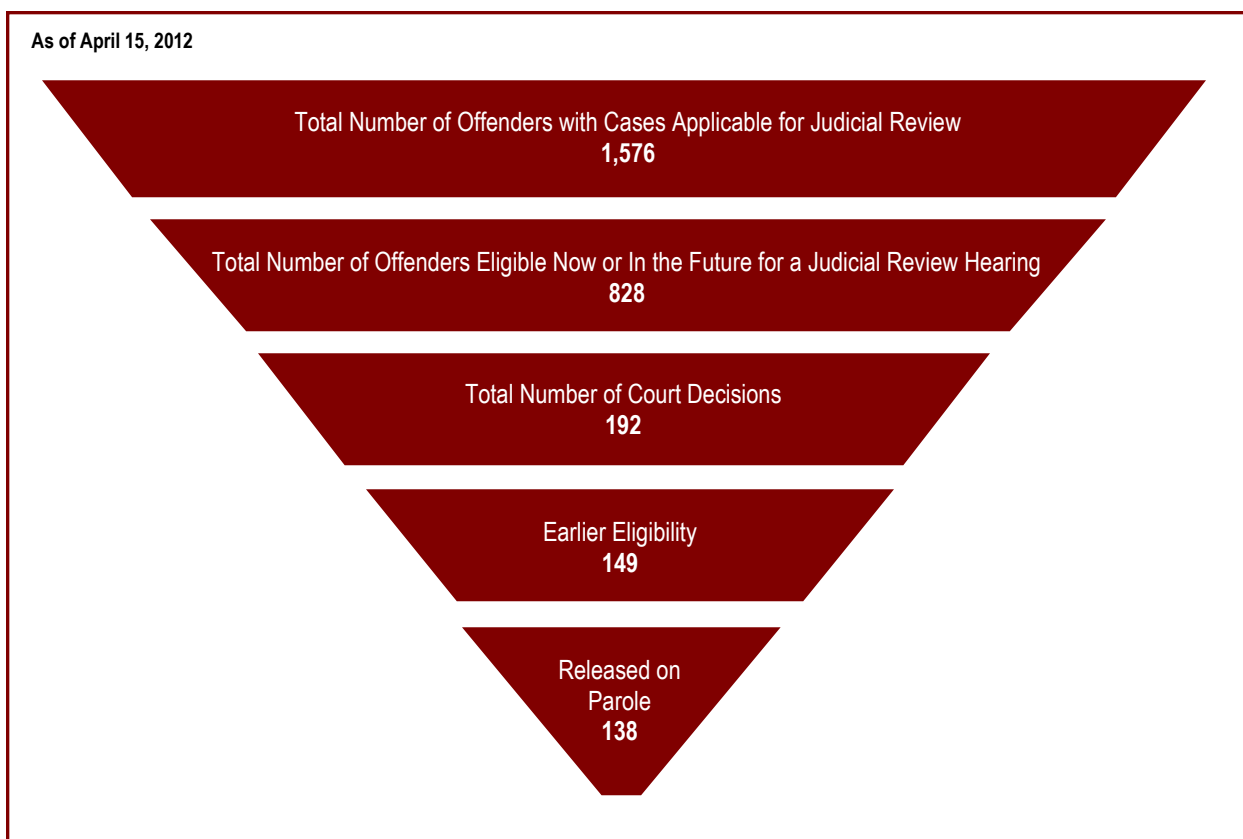 As of April 15, 2012
Total Number of Offenders with Cases Applicable for Judicial Review
1,576
Total Number of Offenders Eligible Now or In the Future for a Judicial Review Hearing
828
Total Number of Court Decisions
192
Earlier Eligibility
149
Released on
Parole
138